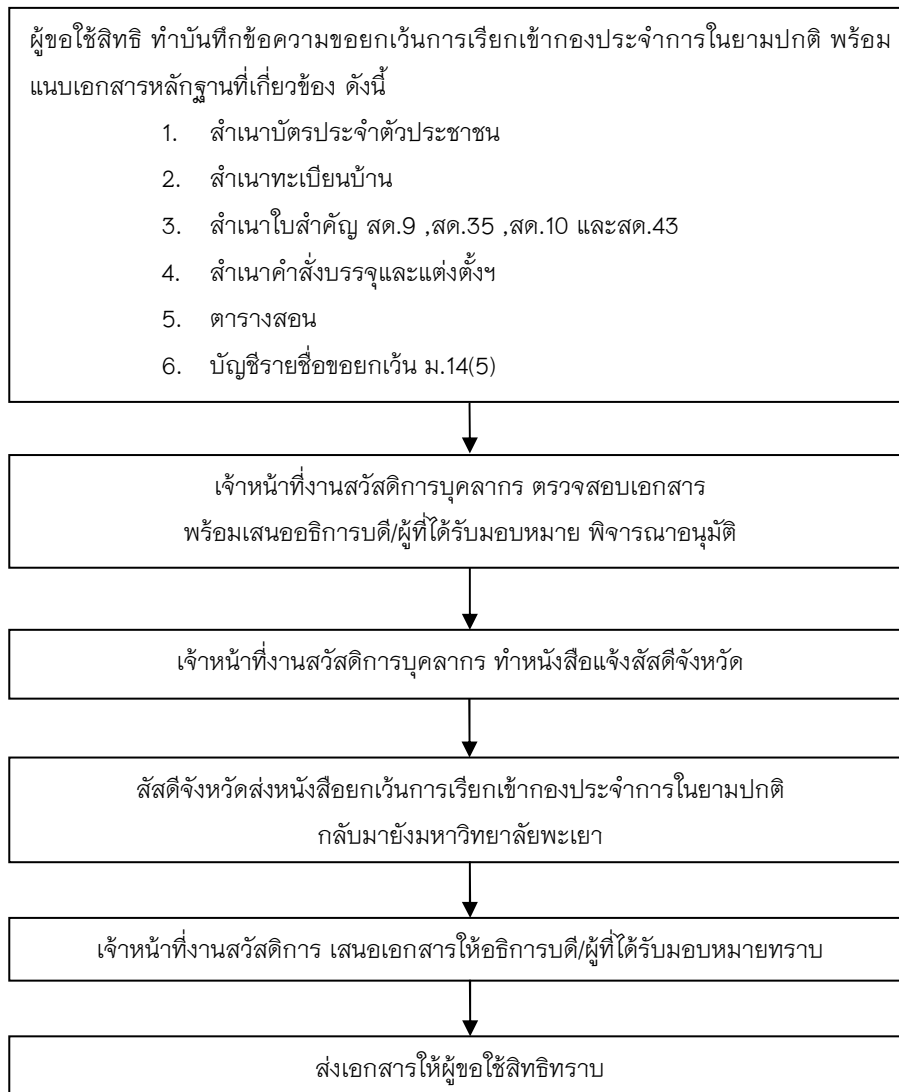 ผู้ขอใช้สิทธิ ทำบันทึกข้อความขอยกเว้นการเรียกเข้ากองประจำการในยามปกติ พร้อม
แนบเอกสารหลักฐานที่เกี่ยวข้อง ดังนี้
1. สำเนาบัตรประจำตัวประชาชน
2. สำเนาทะเบียนบ้าน
3. สำเนาใบสำคัญ สด.9 ,สด.35 ,สด.10 และสด.43
4. สำเนาคำสั่งบรรจุและแต่งตั้งฯ
5. ตารางสอน
6. บัญชีรายชื่อขอยกเว้น ม.14(5)
เจ้าหน้าที่งานสวัสดิการบุคลากร ตรวจสอบเอกสาร
พร้อมเสนออธิการบดี/ผู้ที่ได้รับมอบหมาย พิจารณาอนุมัติ
เจ้าหน้าที่งานสวัสดิการบุคลากร ทำหนังสือแจ้งสัสดีจังหวัด
สัสดีจังหวัดส่งหนังสือยกเว้นการเรียกเข้ากองประจำการในยามปกติ
กลับมายังมหาวิทยาลัยพะเยา
เจ้าหน้าที่งานสวัสดิการ เสนอเอกสารให้อธิการบดี/ผู้ที่ได้รับมอบหมายทราบ
ส่งเอกสารให้ผู้ขอใช้สิทธิทราบ